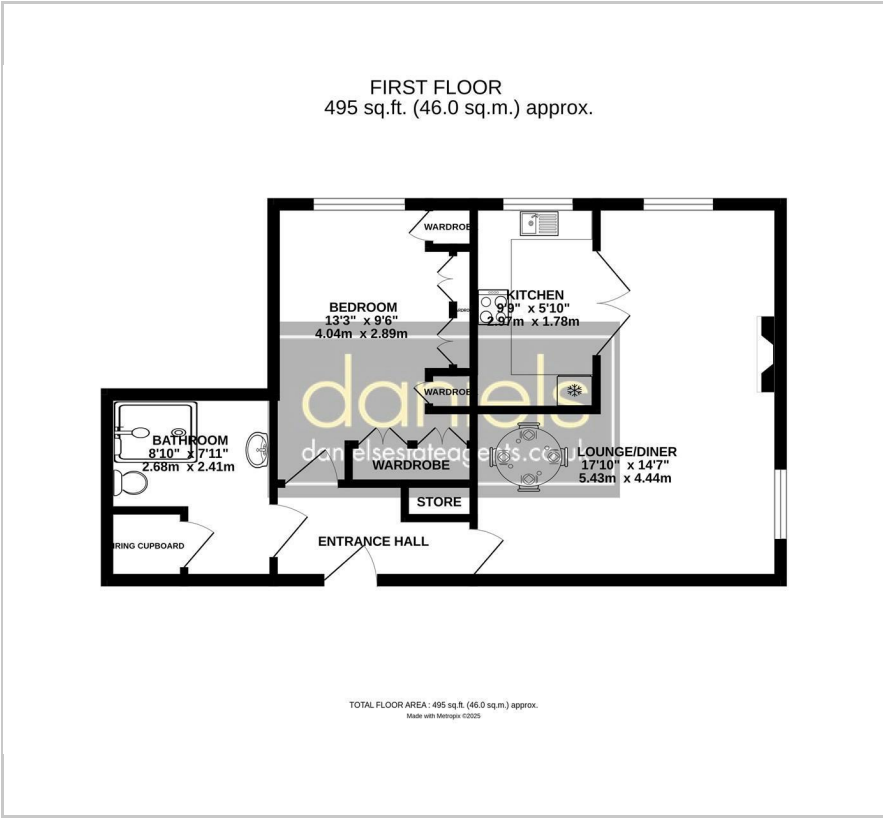 FIRST FLOOR
495 sq.ft. (46.0 sq.m.) approx.
WARDROBE
BEDROOM
13'3" x 9'6"
4.04m x 2.89m
KITCHEN
9'9" x 5'10"
2.97m x 1.78m
WARDROBE
daniels
danielsestateagents.co.uk
BATHROOM
8'10" x 7'11"
2.68m x 2.41m
LOUNGE/DINER
17'10" x 14'7"
5.43m x 4.44m
WARDROBE
STORE
ENTRANCE HALL
IRING CUPBOARD
TOTAL FLOOR AREA : 495 sq.ft. (46.0 sq.m.) approx.
Made with Metropix ©2025